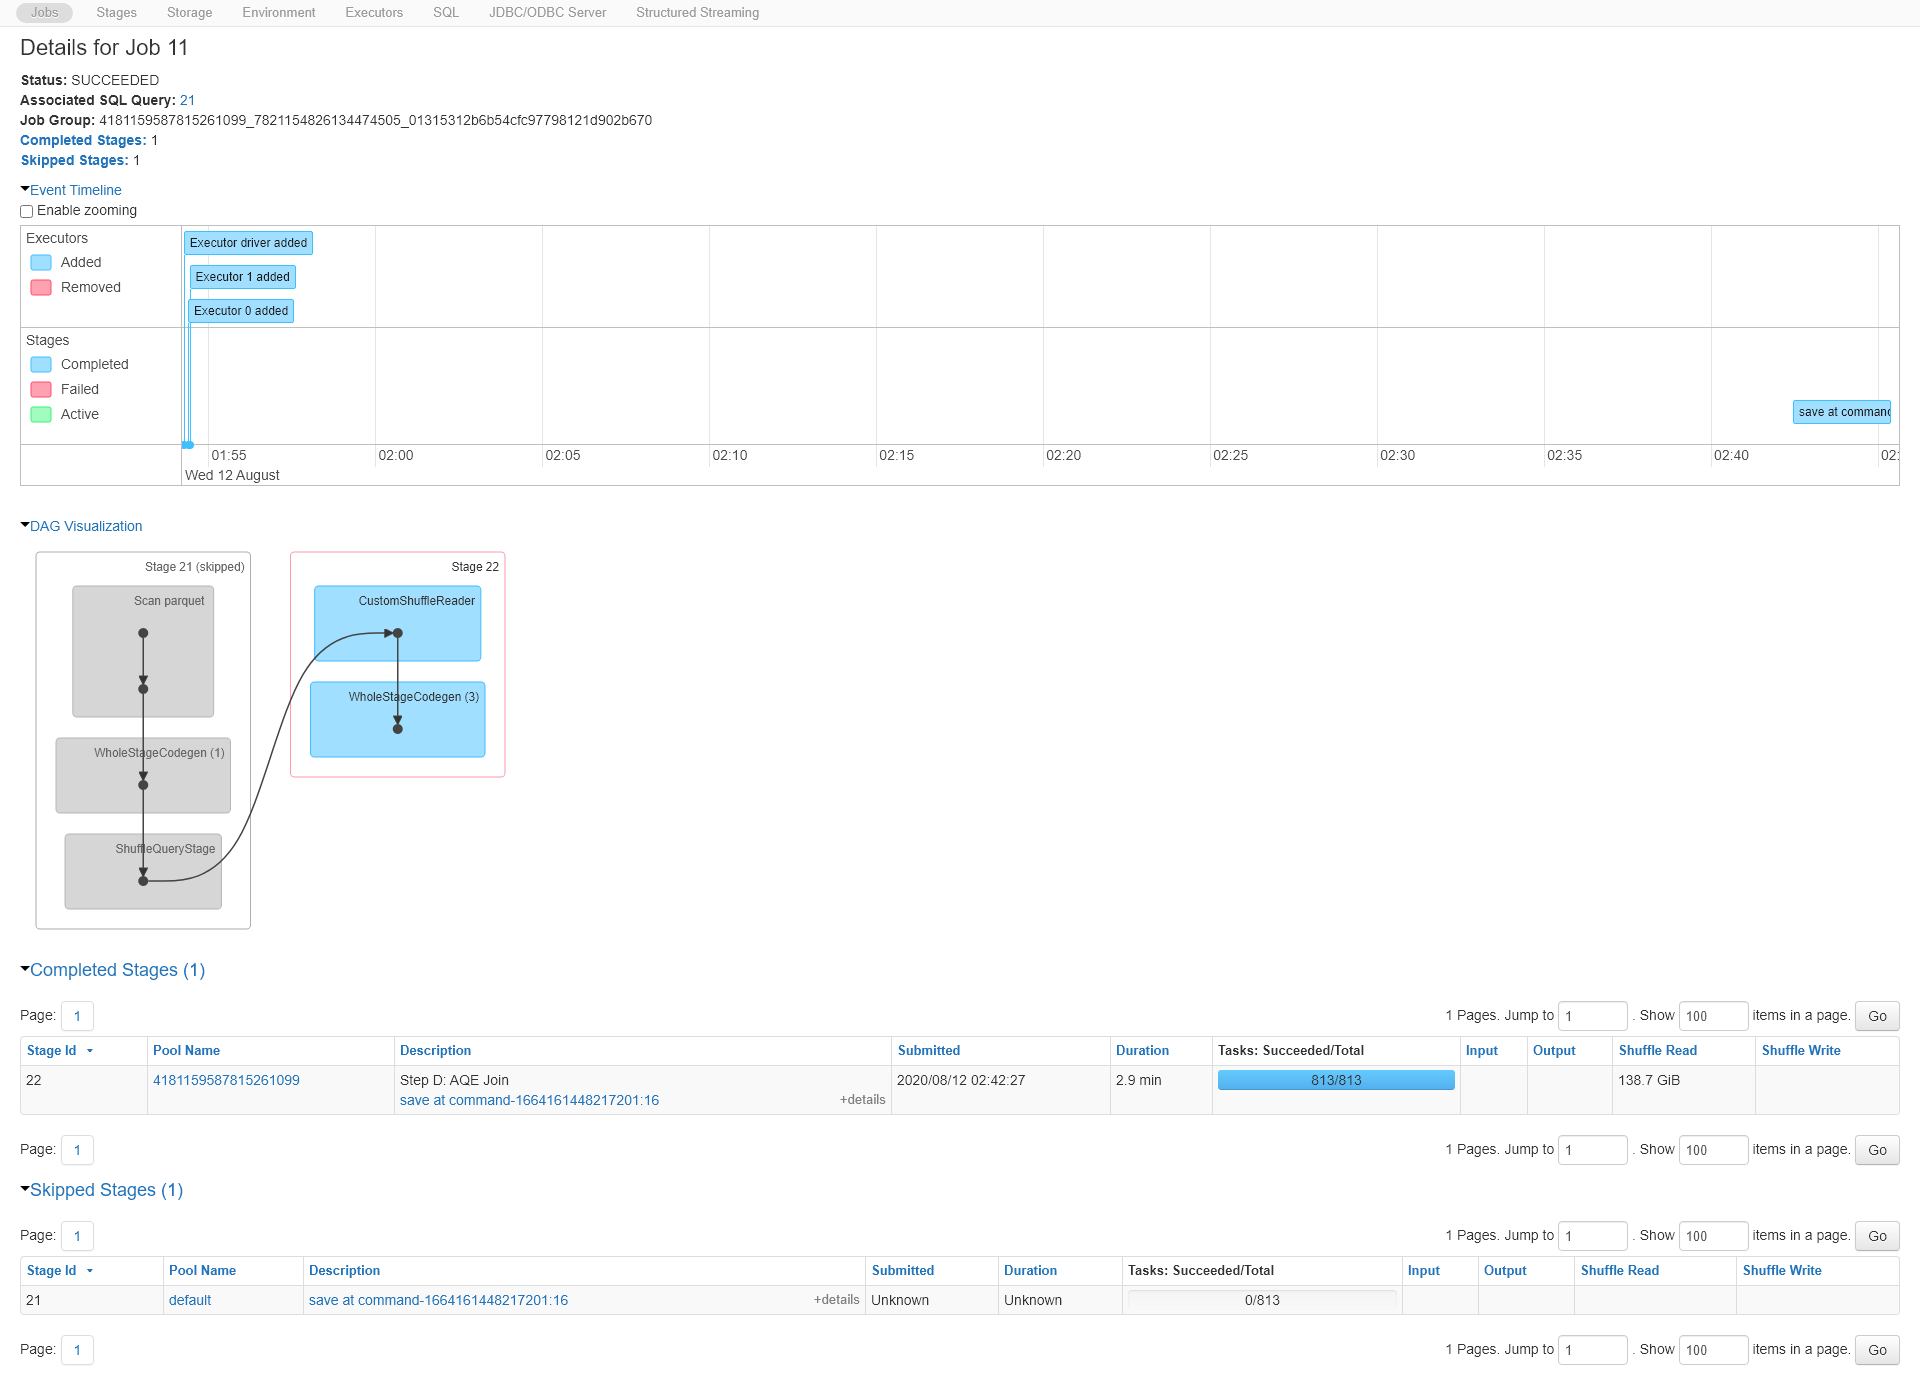 Jobs Stages Storage Environment Executors SQL JDBC/ODBC Server Structured Streaming
Details for Job 11
Status: SUCCEEDED
Associated SQL Query: 21
Job Group: 4181159587815261099_7821154826134474505_01315312b6b54cfc97798121d902b670
Completed Stages: 1
Skipped Stages: 1
Event Timeline
Enable zooming
Executors
Added
Removed
Executor driver added
Executor 1 added
Executor 0 added
Stages
Completed
Failed
Active
save at command
01:55 02:00 02:05 02:10 02:15 02:20 02:25 02:30 02:35 02:40 02:
Wed 12 August
DAG Visualization
Stage 21 (skipped)
Scan parquet
WholeStageCodegen (1)
ShuffleQueryStage
Stage 22
CustomShuffleReader
WholeStageCodegen (3)
Completed Stages (1)
Page: 1 1 Pages. Jump to 1 . Show 100 items in a page. Go
Stage Id Pool Name Description Submitted Duration Tasks: Succeeded/Total Input Output Shuffle Read Shuffle Write
22 4181159587815261099 Step D: AQE Join 2020/08/12 02:42:27 2.9 min 813/813 138.7 GiB
save at command-1664161448217201:16 +details
Page: 1 1 Pages. Jump to 1 . Show 100 items in a page. Go
Skipped Stages (1)
Page: 1 1 Pages. Jump to 1 . Show 100 items in a page. Go
Stage Id Pool Name Description Submitted Duration Tasks: Succeeded/Total Input Output Shuffle Read Shuffle Write
21 default save at command-1664161448217201:16 +details Unknown Unknown 0/813
Page: 1 1 Pages. Jump to 1 . Show 100 items in a page. Go